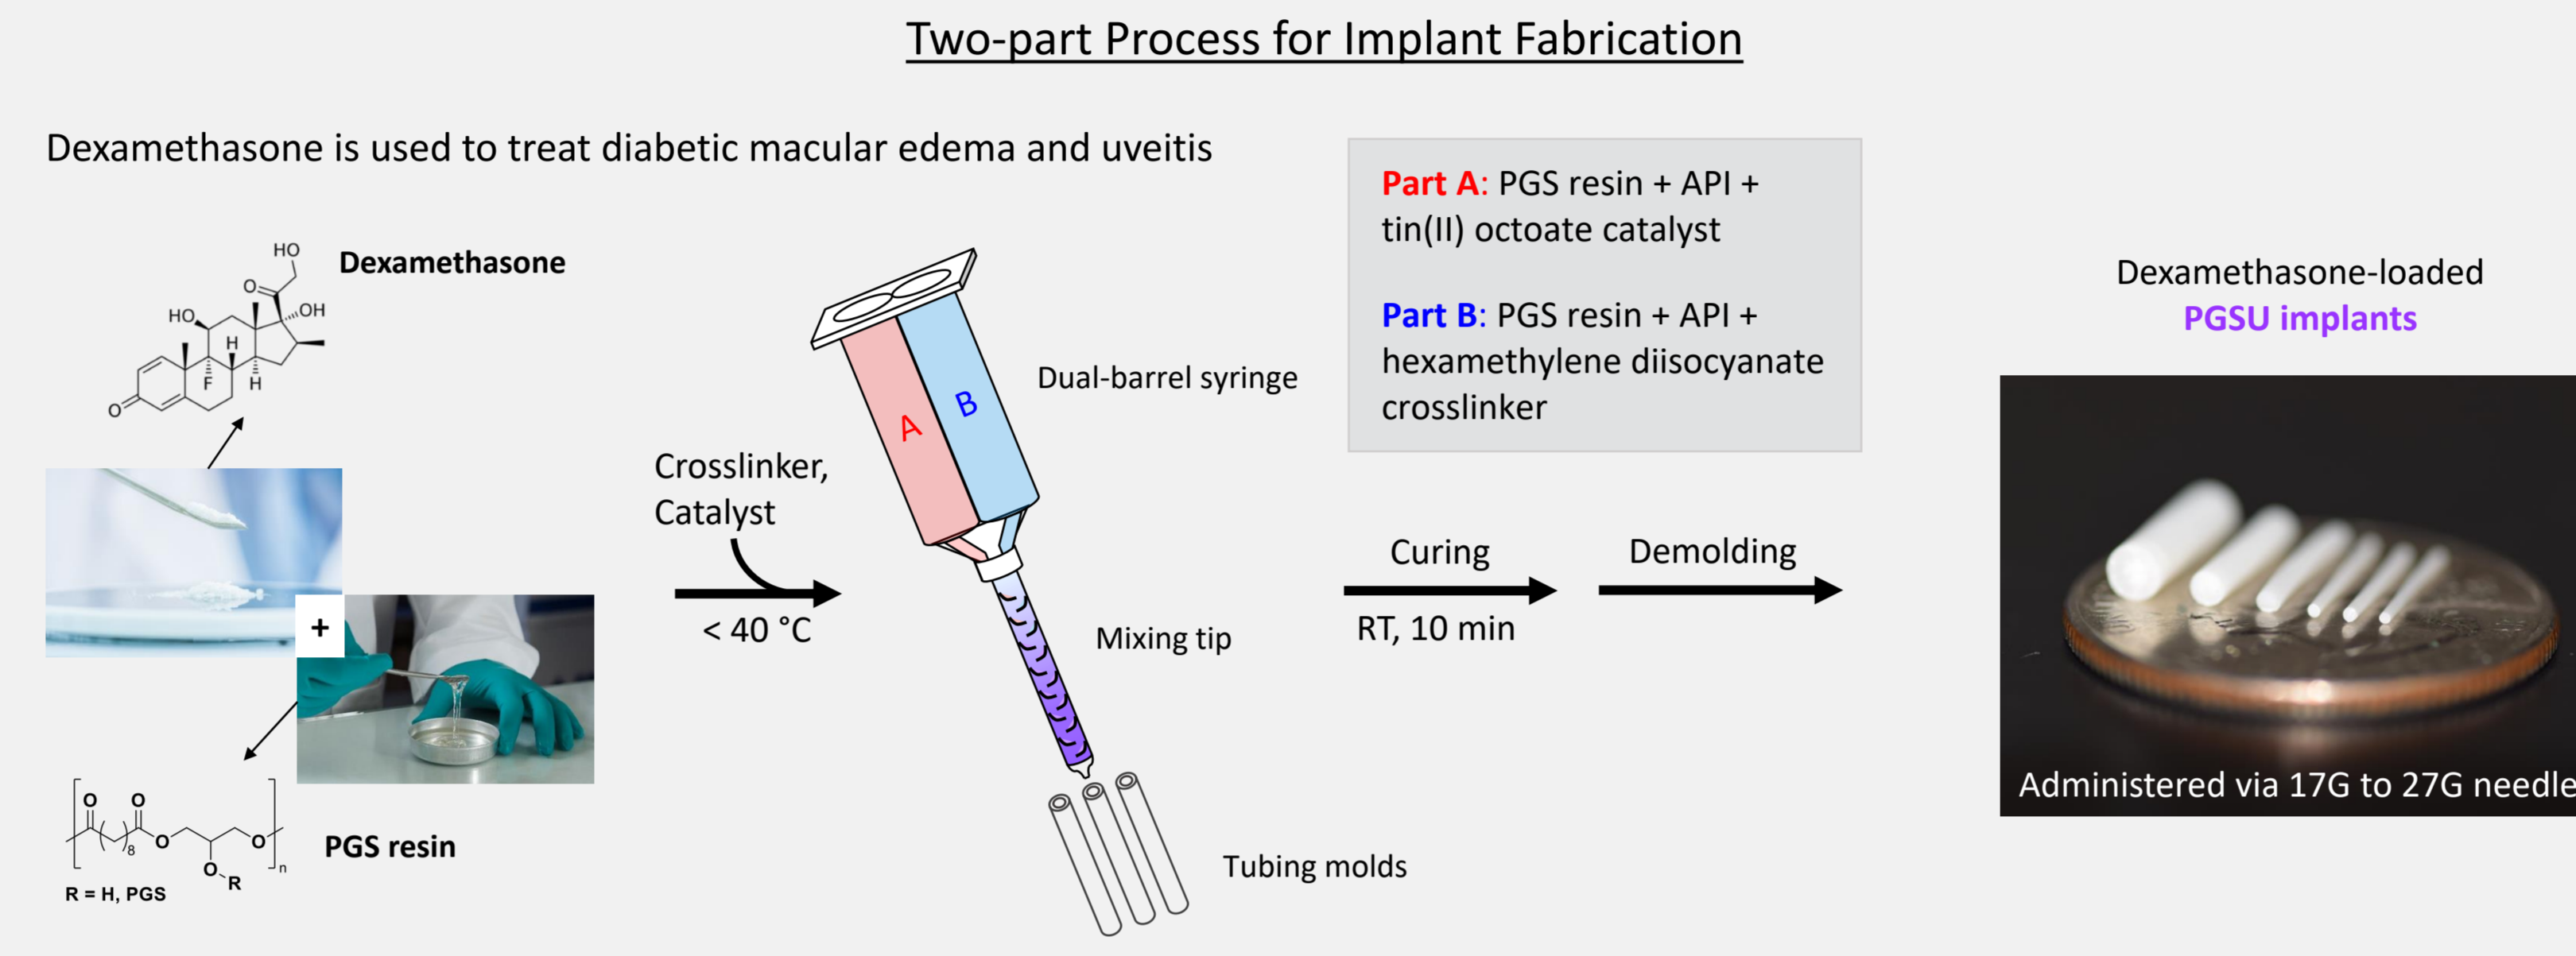 Two-part Process for Implant Fabrication
Dexamethasone is used to treat diabetic macular edema and uveitis
Dexamethasone
HO
O
OH
HO
H
F
H
O
+
O
O
O
O
8
n
O
R
R = H, PGS
PGS resin
Crosslinker,
Catalyst
< 40 °C
A
B
Dual-barrel syringe
Mixing tip
Tubing molds
Part A: PGS resin + API +
tin(II) octoate catalyst
Part B: PGS resin + API +
hexamethylene diisocyanate
crosslinker
Curing
RT, 10 min
Demolding
Dexamethasone-loaded
PGSU implants
Administered via 17G to 27G needle